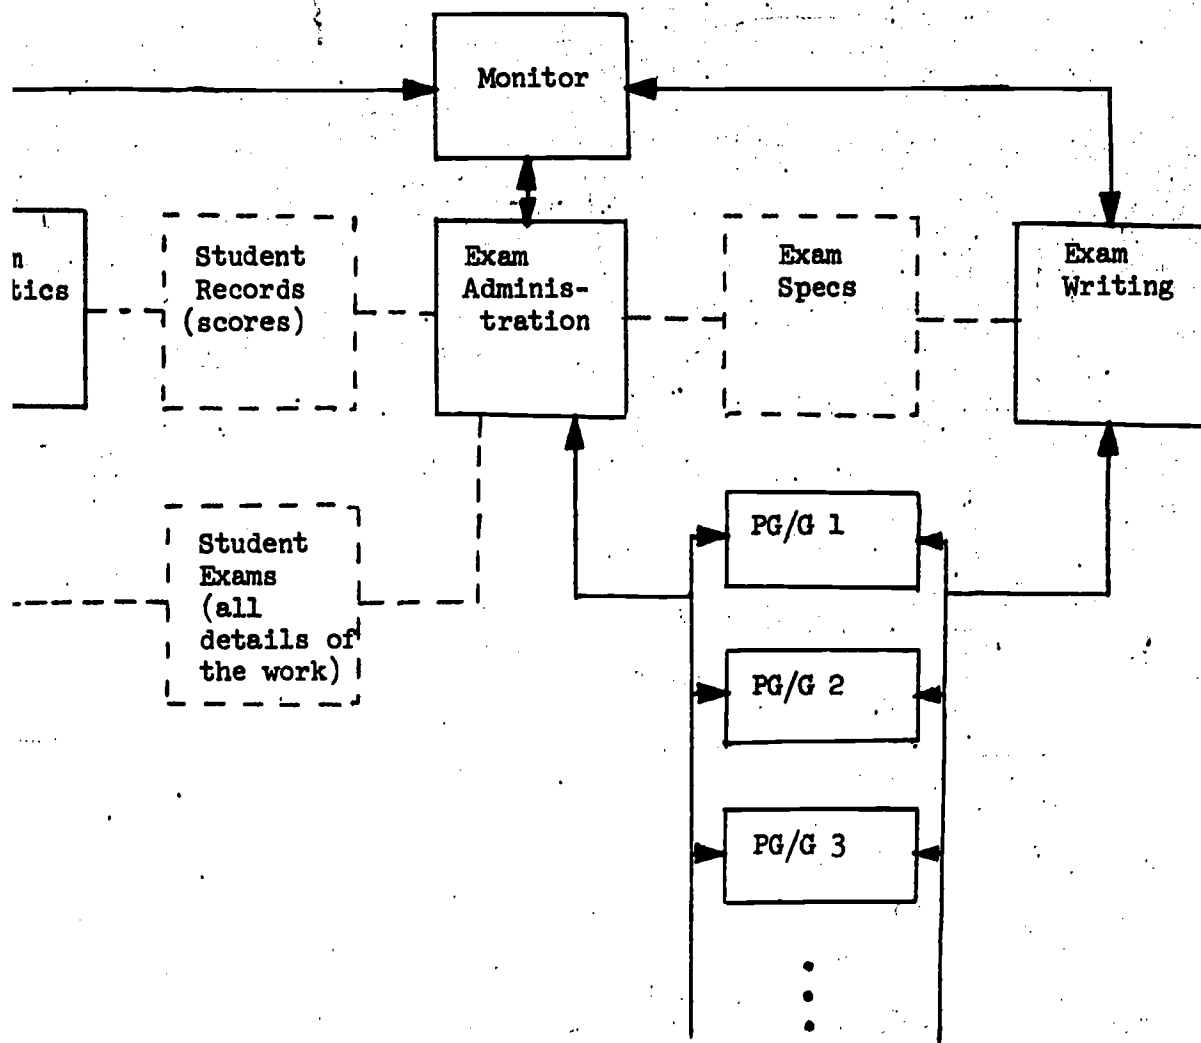 Monitor
Student
Records
(scores)
Exam
Adminis-
tration
Exam
Specs
Exam
Writing
Student
Exams
(all
details of
the work)
PG/G 1
PG/G 2
PG/G 3